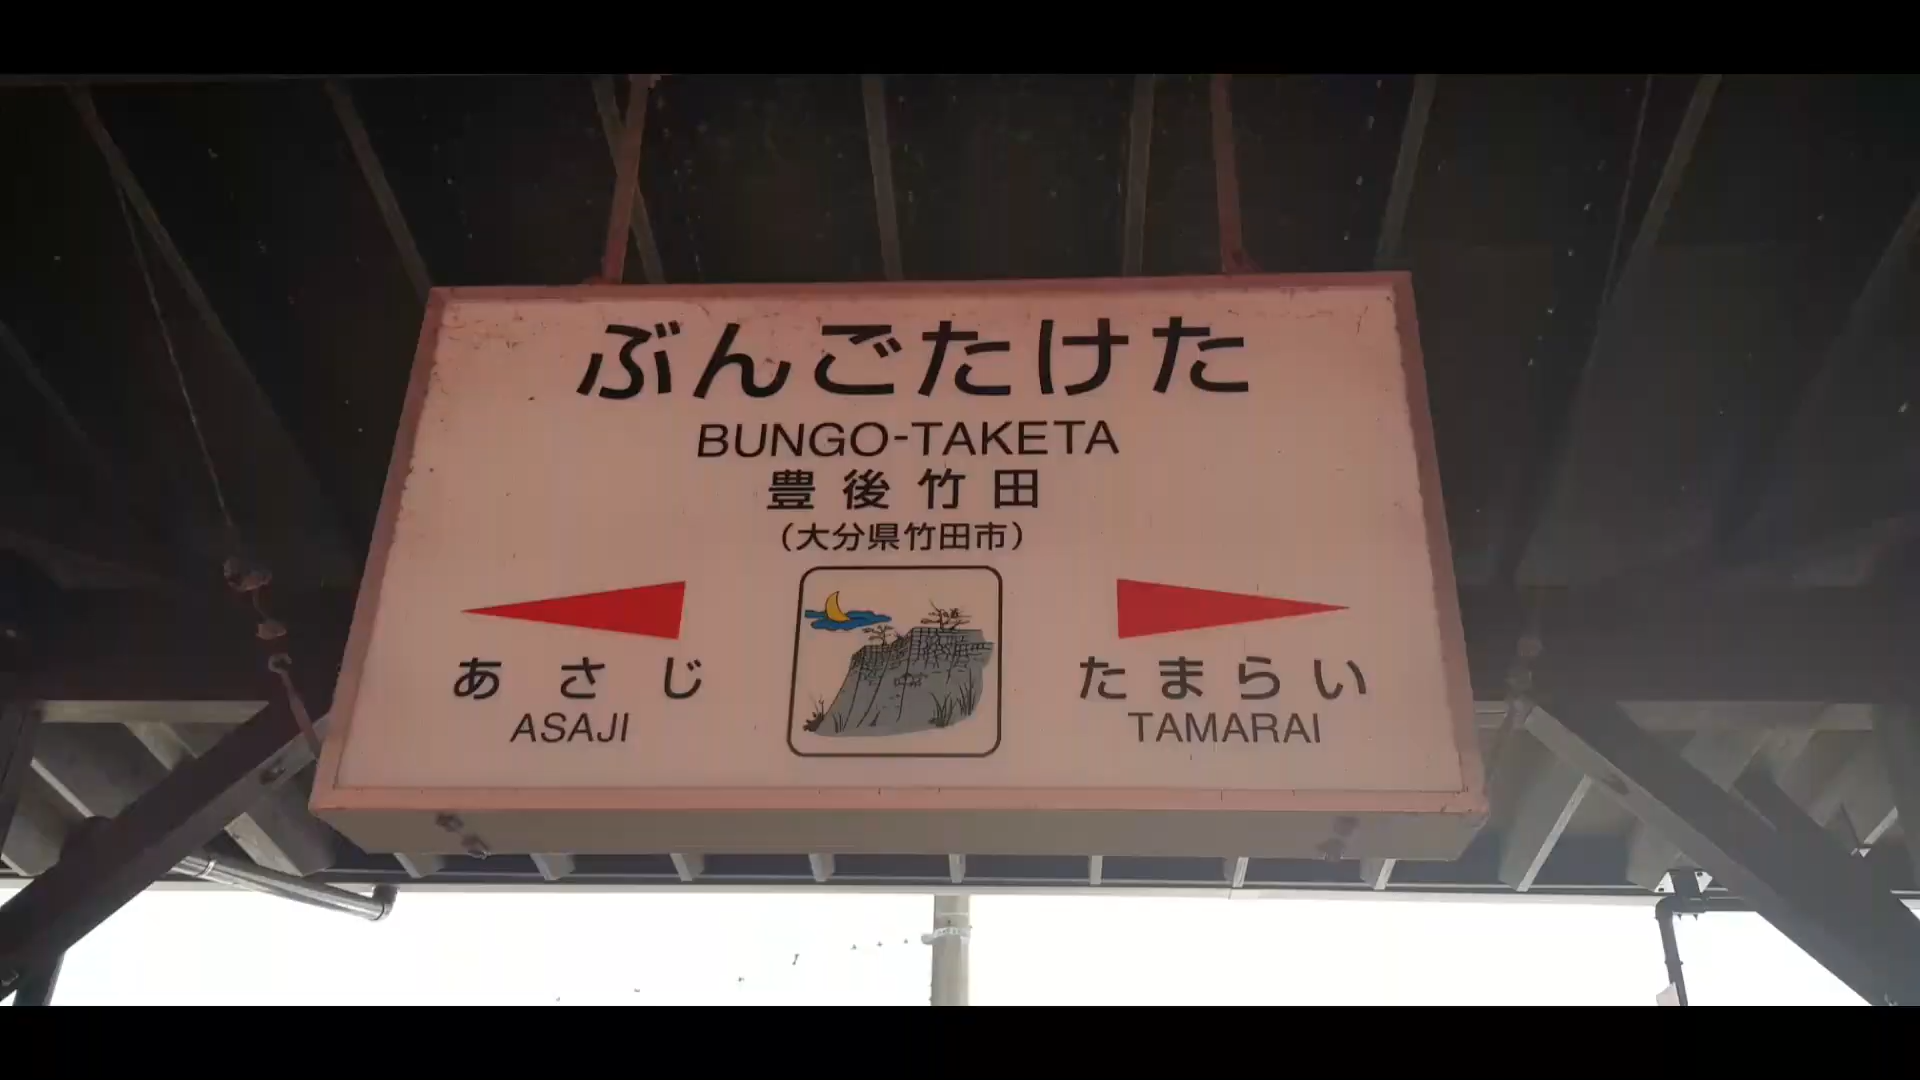 ぶんごたけた
BUNGO-TAKETA
豊後竹田
（大分県竹田市）
あさじ
ASAJI
たまらい
TAMARAI